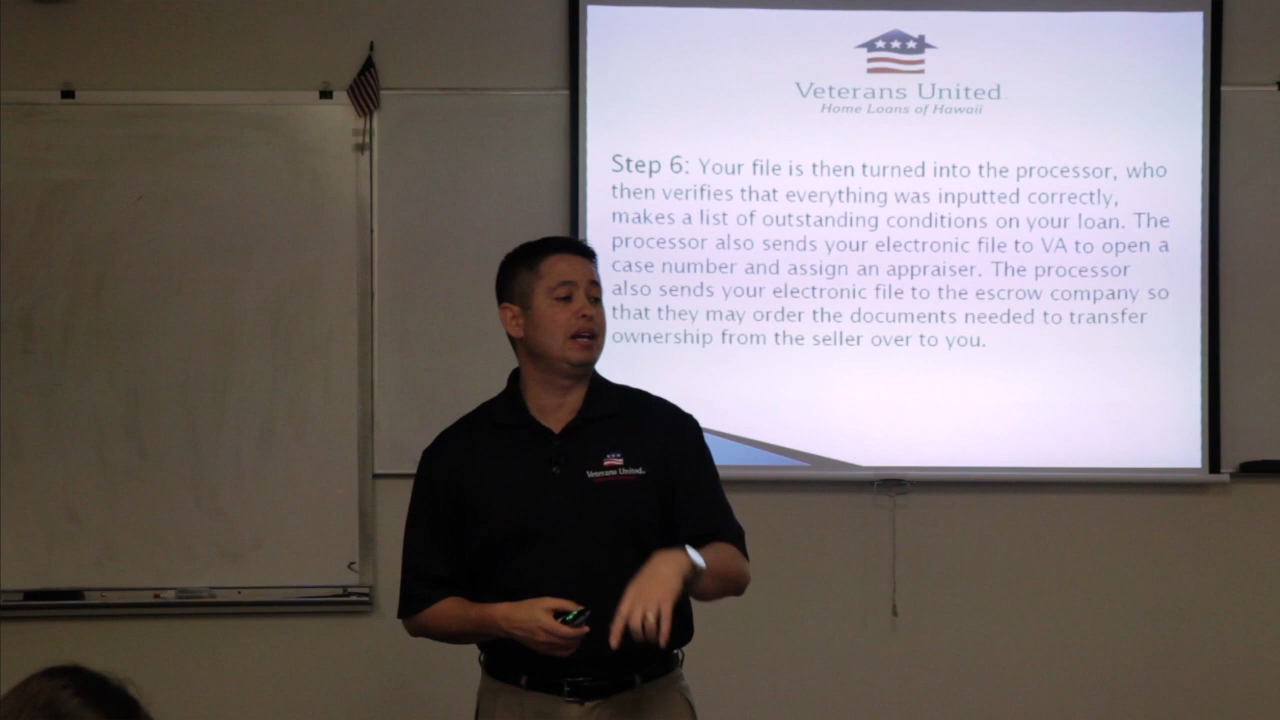 Veterans United
Home Loans of Hawaii
Step 6: Your file is then turned into the processor, who
then verifies that everything was inputted correctly,
makes a list of outstanding conditions on your loan. The
processor also sends your electronic file to VA to open a
case number and assign an appraiser. The processor
also sends your electronic file to the escrow company so
that they may order the documents needed to transfer
ownership from the seller over to you.
Veterans United